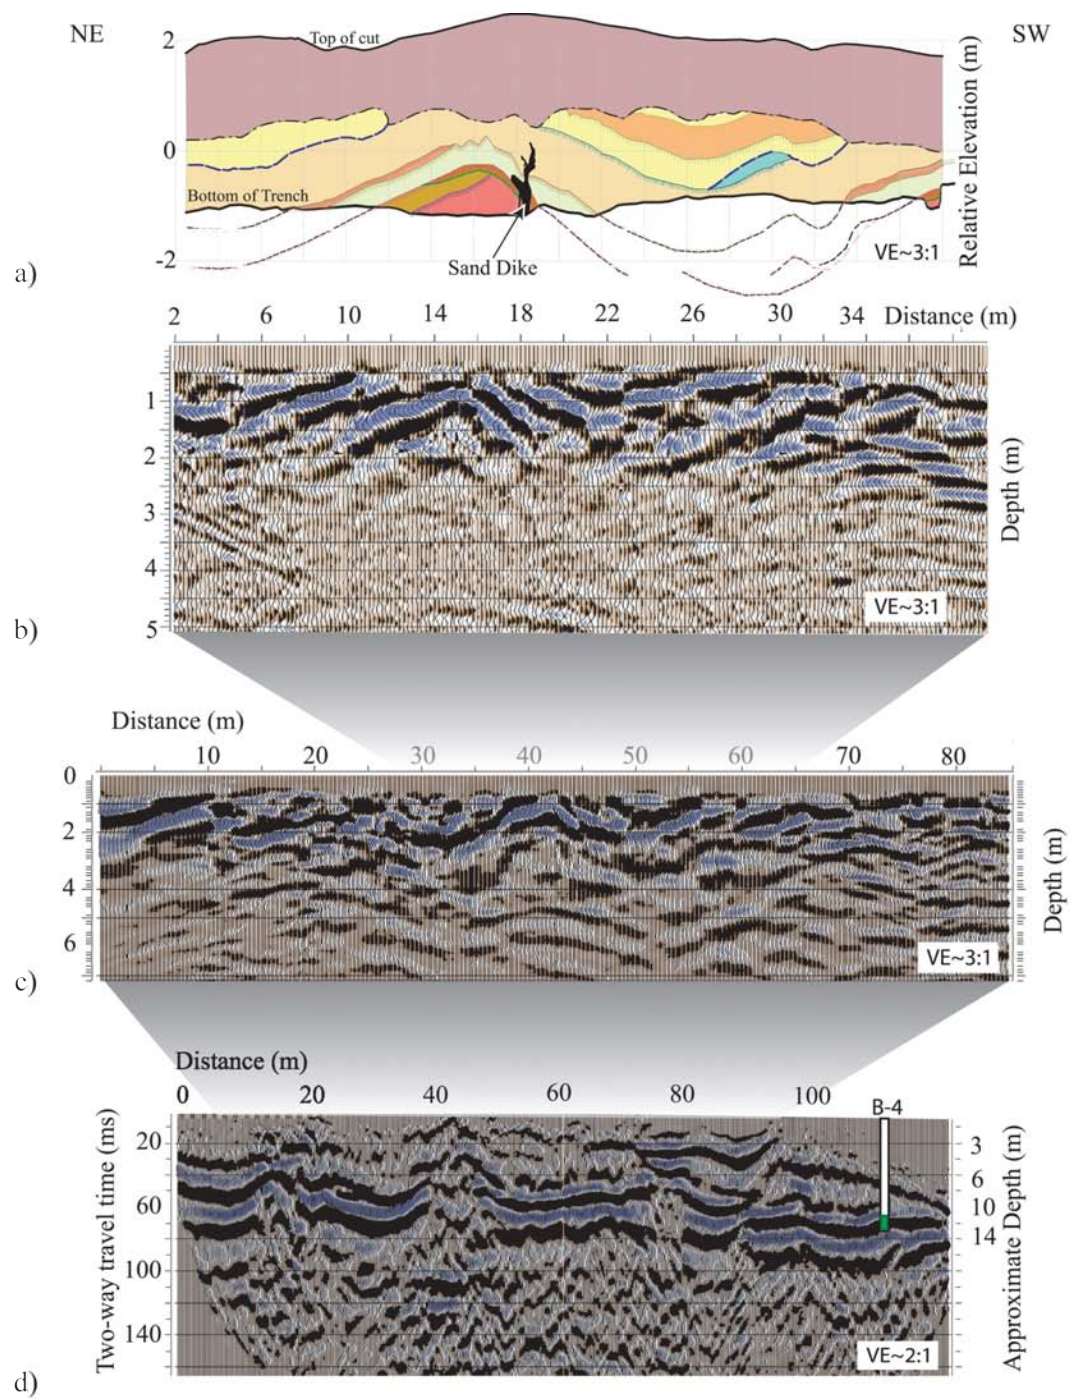 a)
NE
SW
2
0
-2
Top of cut
Bottom of Trench
Sand Dike
VE~3:1
Relative Elevation (m)
2 6 10 14 18 22 26 30 34 Distance (m)
b)
1
2
3
4
5
Depth (m)
VE~3:1
Distance (m)
10 20 30 40 50 60 70 80
c)
0
2
4
6
Depth (m)
VE~3:1
Distance (m)
0 20 40 60 80 100
B-4
d)
Two-way travel time (ms)
20
60
100
140
3
6
10
14
Approximate Depth (m)
VE~2:1